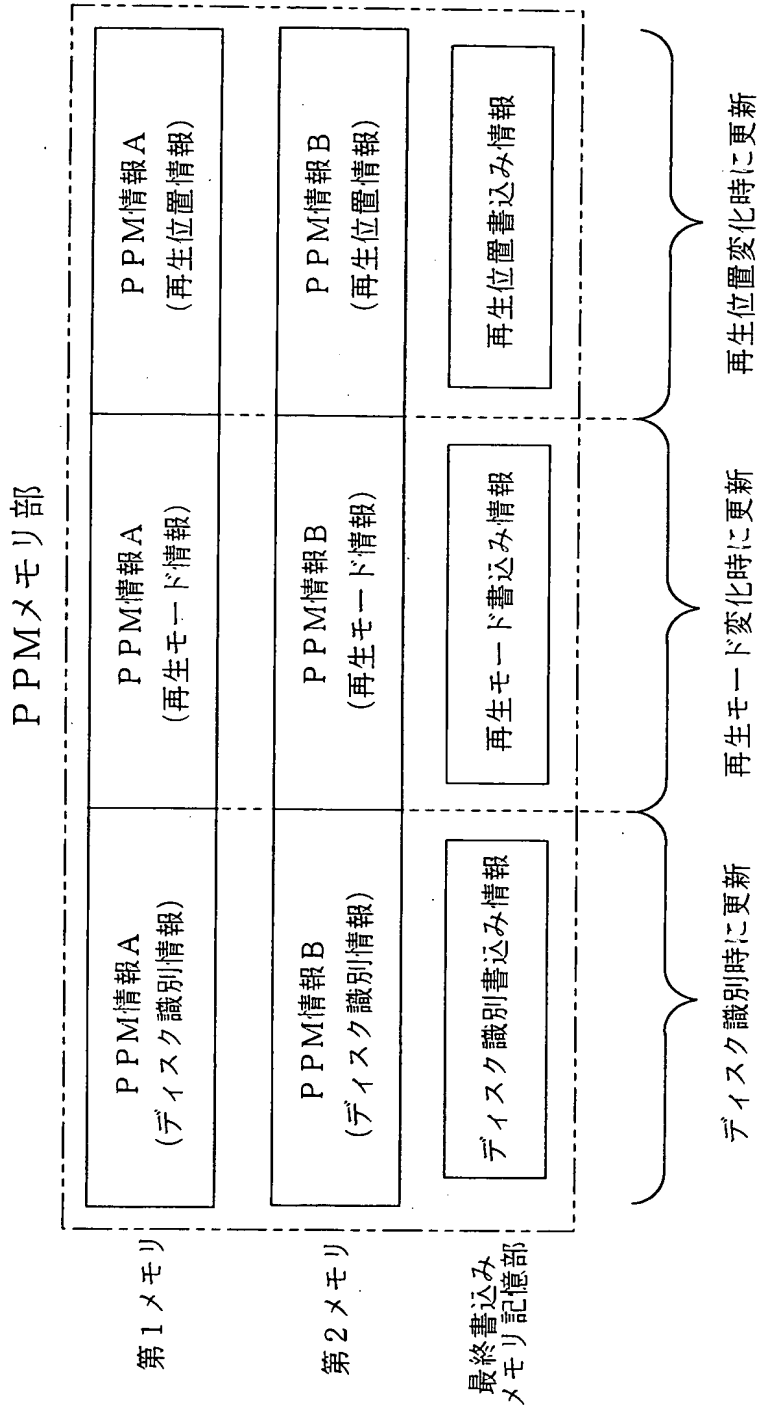 PPMメモリ部
第1メモリ
PPM情報A
(ディスク識別情報)
PPM情報A
(再生モード情報)
PPM情報A
(再生位置情報)
第2メモリ
PPM情報B
(ディスク識別情報)
PPM情報B
(再生モード情報)
PPM情報B
(再生位置情報)
最終書込み
メモリ記憶部
ディスク識別書込み情報
再生モード書込み情報
再生位置書込み情報
ディスク識別時に更新
再生モード変化時に更新
再生位置変化時に更新